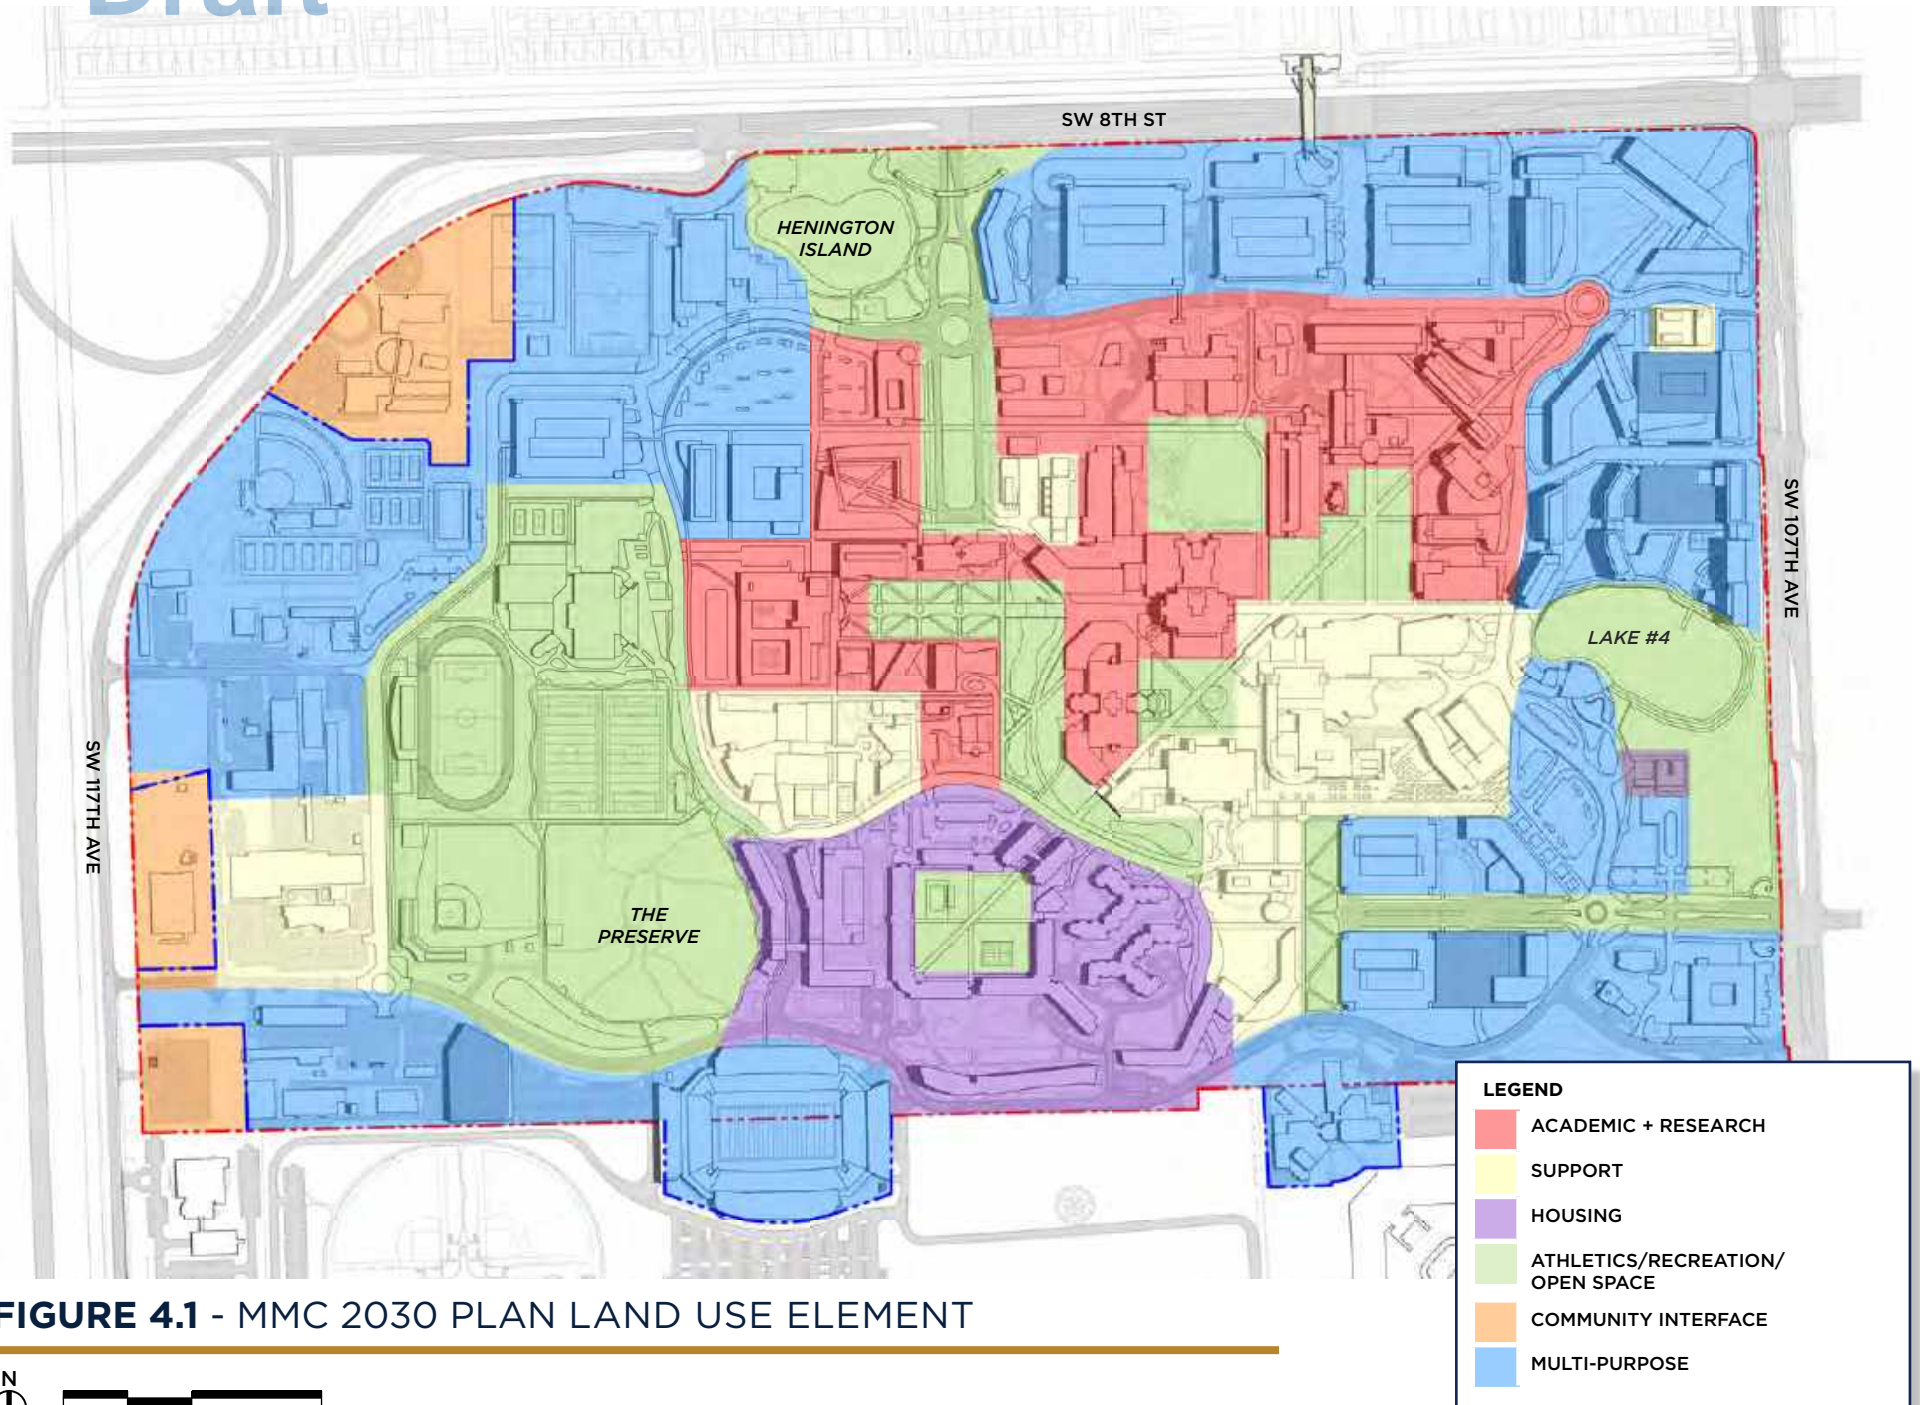 Draft
SW 8TH ST
HENINGTON
ISLAND
LAKE #4
SW 107TH AVE
SW 117TH AVE
THE
PRESERVE
LEGEND
ACADEMIC + RESEARCH
SUPPORT
HOUSING
ATHLETICS/RECREATION/
OPEN SPACE
COMMUNITY INTERFACE
MULTI-PURPOSE
FIGURE 4.1 - MMC 2030 PLAN LAND USE ELEMENT
N